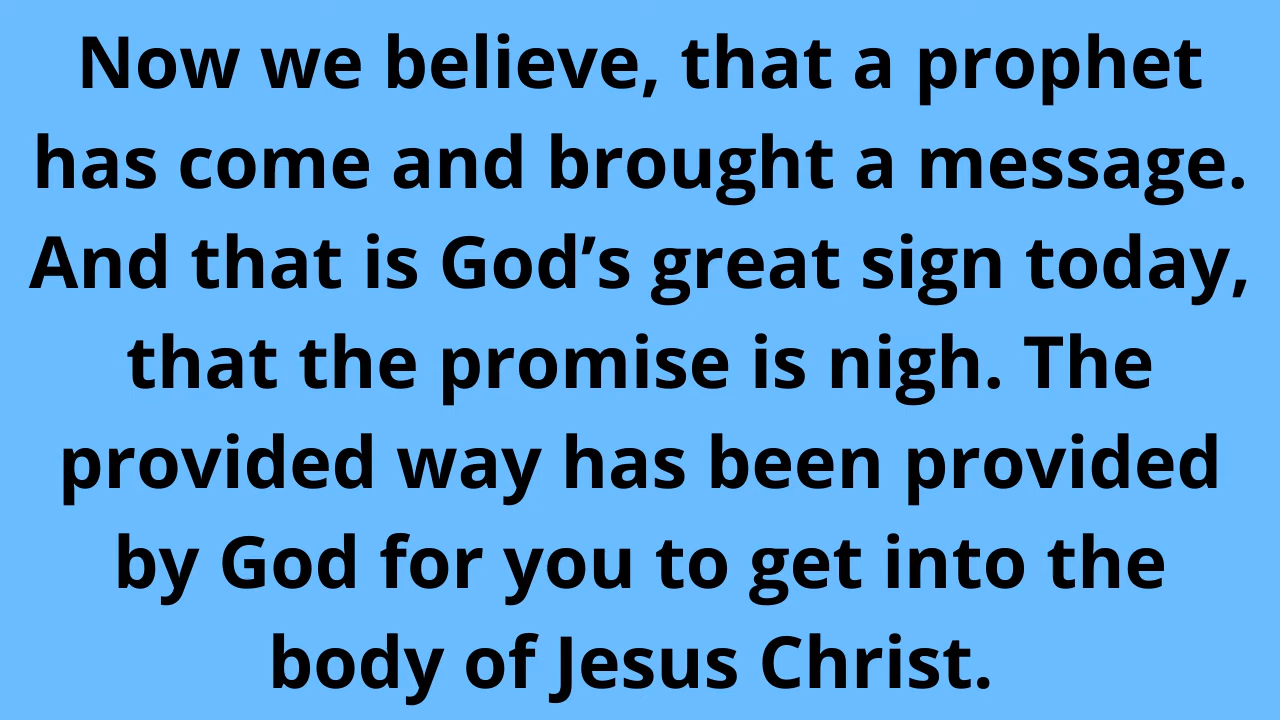 Now we believe, that a prophet
has come and brought a message.
And that is God’s great sign today,
that the promise is nigh. The
provided way has been provided
by God for you to get into the
body of Jesus Christ.